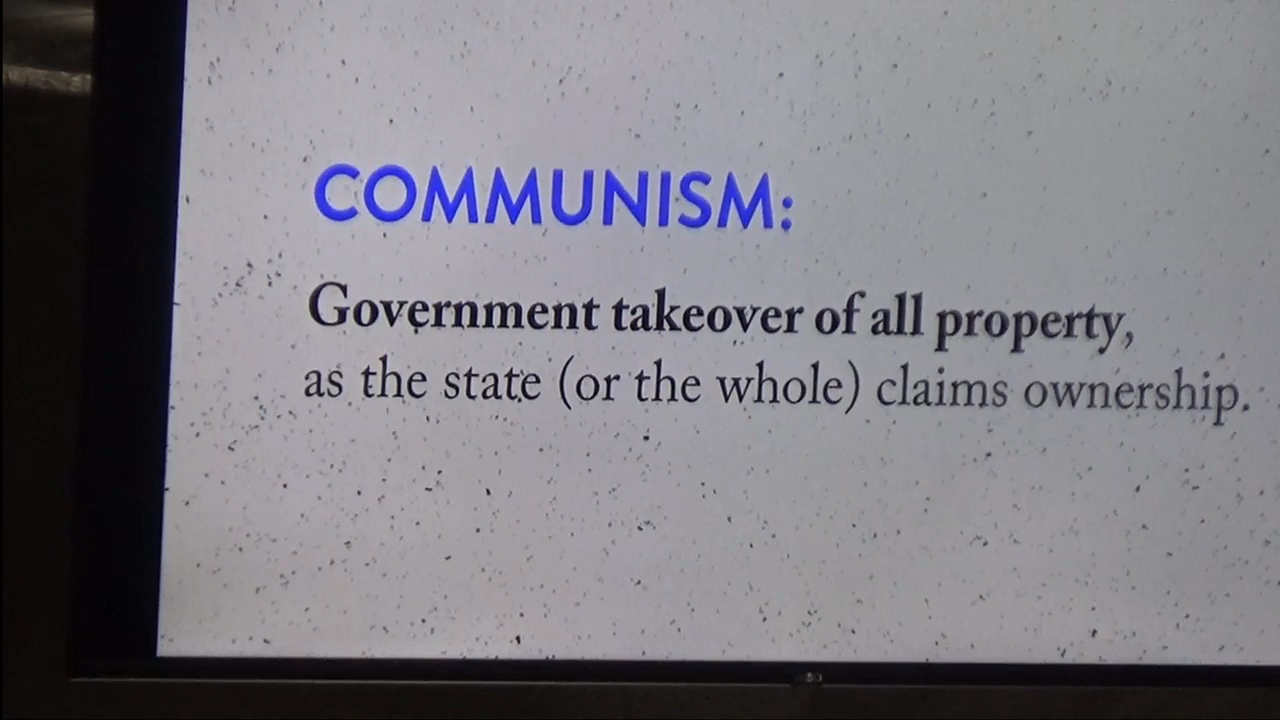 COMMUNISM:
Government takeover of all property,
as the state (or the whole) claims ownership.